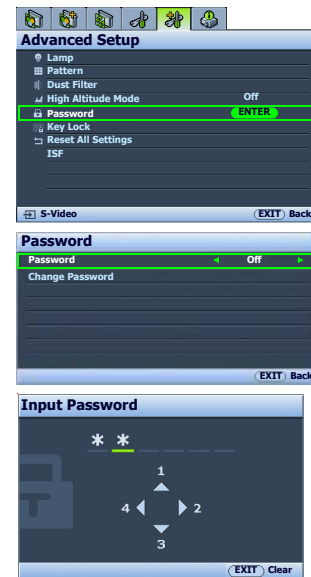 Advanced Setup
Lamp
Pattern
Dust Filter
High Altitude Mode Off
Password ENTER
Key Lock
Reset All Settings
ISF
S-Video EXIT Back
Password
Password Off
Change Password
EXIT Back
Input Password
* *
1
4 2
3
EXIT Clear